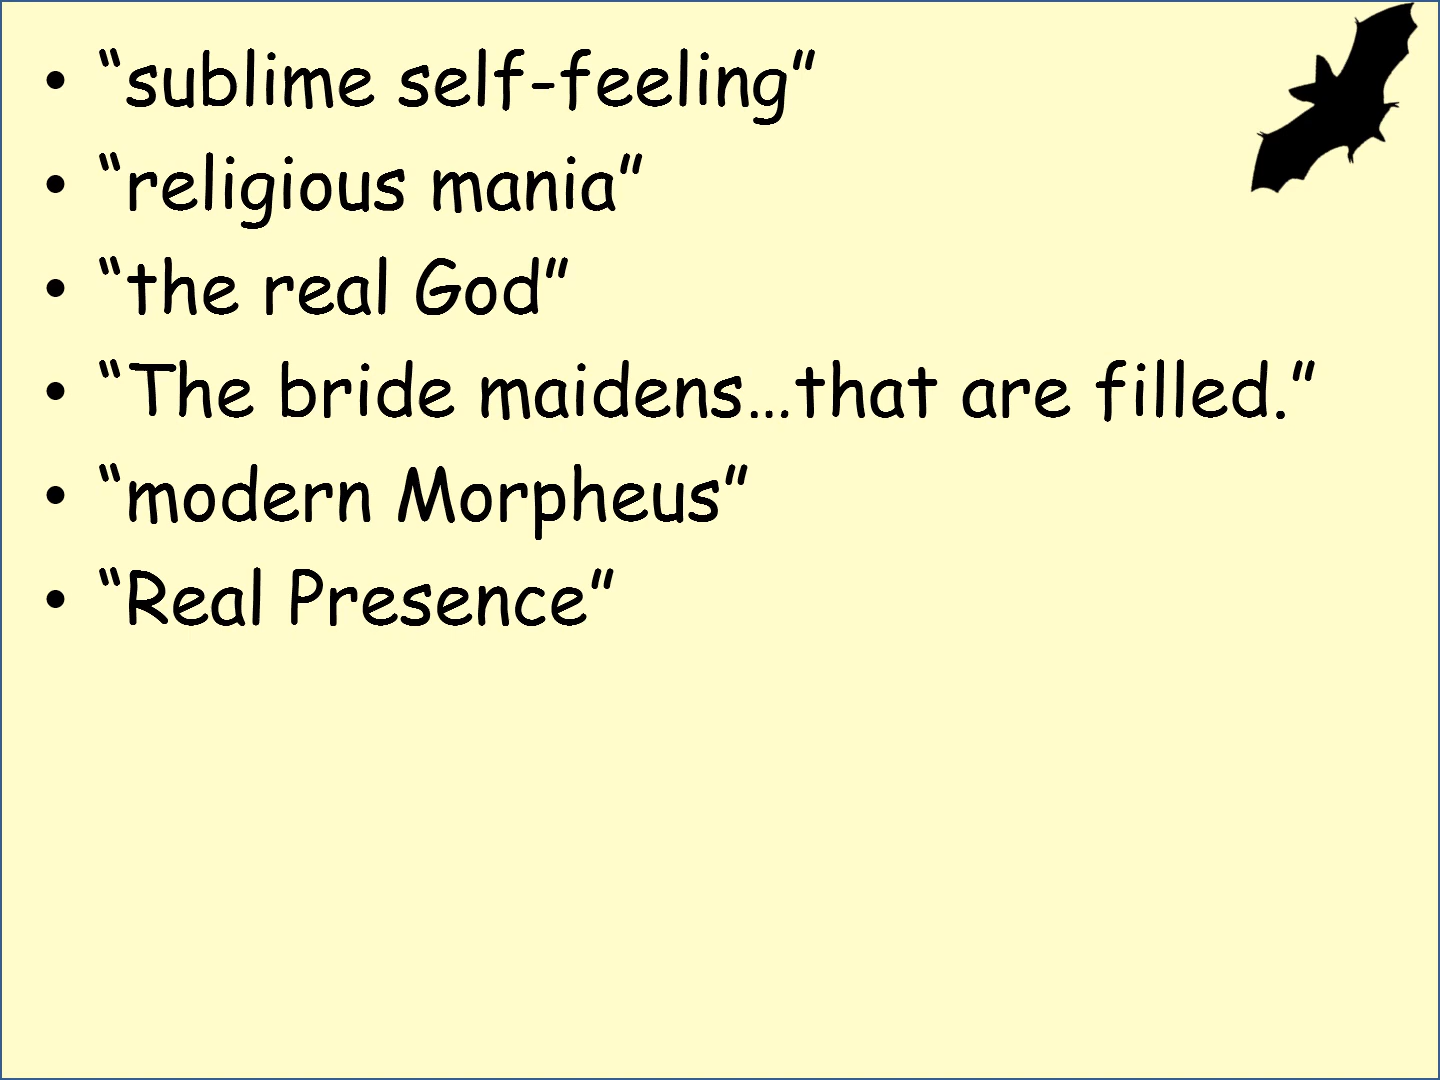 • “sublime self-feeling”
• “religious mania”
• “the real God”
• “The bride maidens…that are filled.”
• “modern Morpheus”
• “Real Presence”